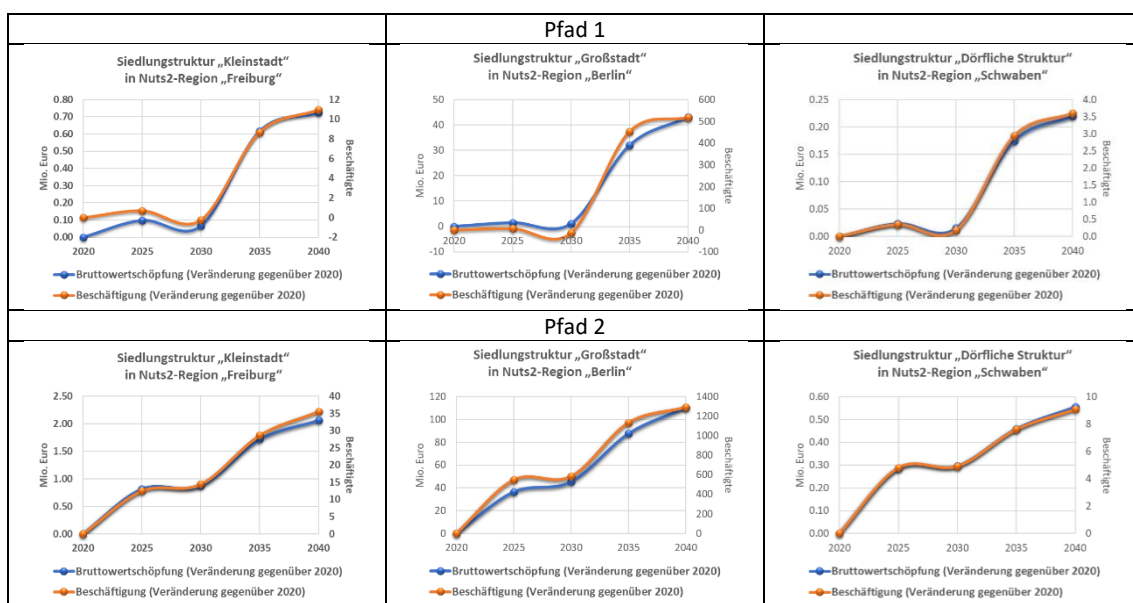 Pfad 1
Siedlungstruktur „Kleinstadt“
in Nuts2-Region „Freiburg“
0.80
0.70
0.60
0.50
0.40
0.30
0.20
0.10
0.00
Mio. Euro
12
10
8
6
4
2
0
-2
Beschäftigte
2020 2025 2030 2035 2040
Bruttowertschöpfung (Veränderung gegenüber 2020)
Beschäftigung (Veränderung gegenüber 2020)
Siedlungstruktur „Großstadt“
in Nuts2-Region „Berlin“
50
40
30
20
10
0
-10
Mio. Euro
600
500
400
300
200
100
0
-100
Beschäftigte
2020 2025 2030 2035 2040
Bruttowertschöpfung (Veränderung gegenüber 2020)
Beschäftigung (Veränderung gegenüber 2020)
Siedlungstruktur „Dörfliche Struktur“
in Nuts2-Region „Schwaben“
0.25
0.20
0.15
0.10
0.05
0.00
Mio. Euro
4.0
3.5
3.0
2.5
2.0
1.5
1.0
0.5
0.0
Beschäftigte
2020 2025 2030 2035 2040
Bruttowertschöpfung (Veränderung gegenüber 2020)
Beschäftigung (Veränderung gegenüber 2020)
Pfad 2
Siedlungstruktur „Kleinstadt“
in Nuts2-Region „Freiburg“
2.50
2.00
1.50
1.00
0.50
0.00
Mio. Euro
40
35
30
25
20
15
10
5
0
Beschäftigte
2020 2025 2030 2035 2040
Bruttowertschöpfung (Veränderung gegenüber 2020)
Beschäftigung (Veränderung gegenüber 2020)
Siedlungstruktur „Großstadt“
in Nuts2-Region „Berlin“
120
100
80
60
40
20
0
Mio. Euro
1400
1200
1000
800
600
400
200
0
Beschäftigte
2020 2025 2030 2035 2040
Bruttowertschöpfung (Veränderung gegenüber 2020)
Beschäftigung (Veränderung gegenüber 2020)
Siedlungstruktur „Dörfliche Struktur“
in Nuts2-Region „Schwaben“
0.60
0.50
0.40
0.30
0.20
0.10
0.00
Mio. Euro
10
8
6
4
2
0
Beschäftigte
2020 2025 2030 2035 2040
Bruttowertschöpfung (Veränderung gegenüber 2020)
Beschäftigung (Veränderung gegenüber 2020)